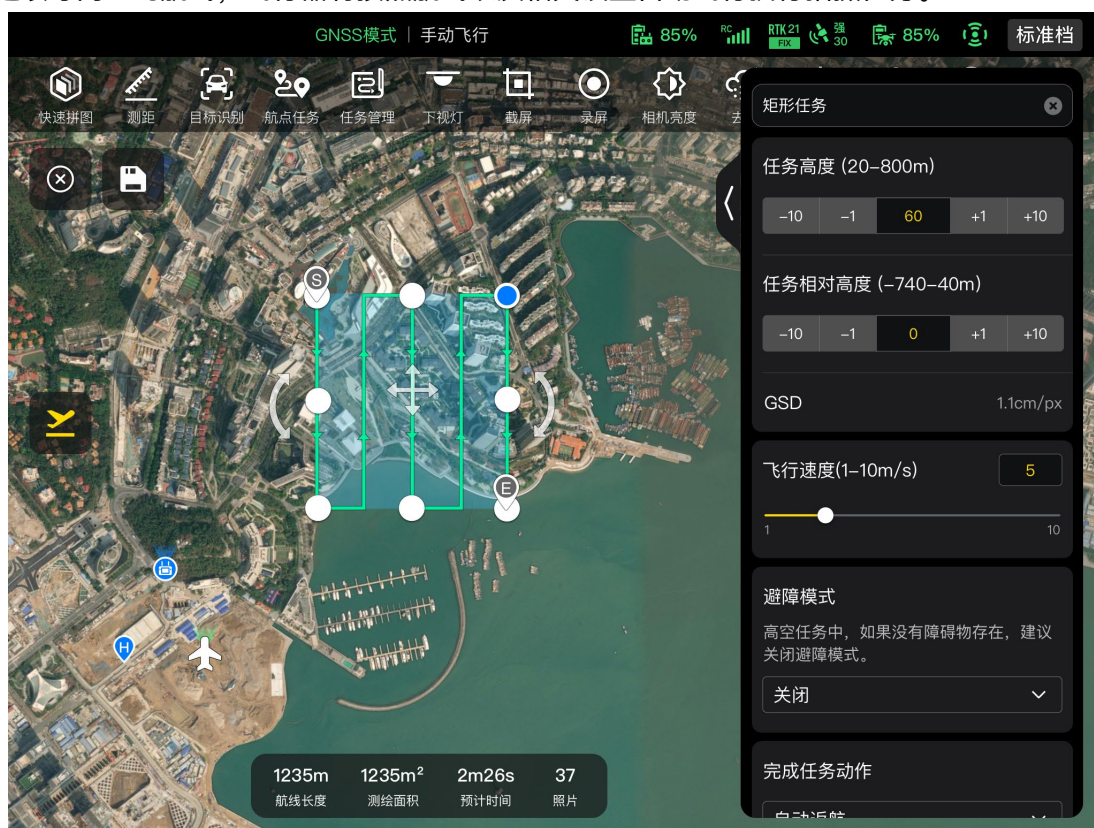 GNSS模式 | 手动飞行
85%
RC
RTK 21
FIX
强
30
85%
标准档
快速拼图
测距
目标识别
航点任务
任务管理
下视灯
截屏
录屏
相机亮度
矩形任务
任务高度 (20–800m)
–10 –1 60 +1 +10
任务相对高度 (–740–40m)
–10 –1 0 +1 +10
GSD 1.1cm/px
飞行速度(1–10m/s) 5
1 10
避障模式
高空任务中，如果没有障碍物存在，建议
关闭避障模式。
关闭
完成任务动作
自动返航
S
E
H
1235m 1235m² 2m26s 37
航线长度 测绘面积 预计时间 照片